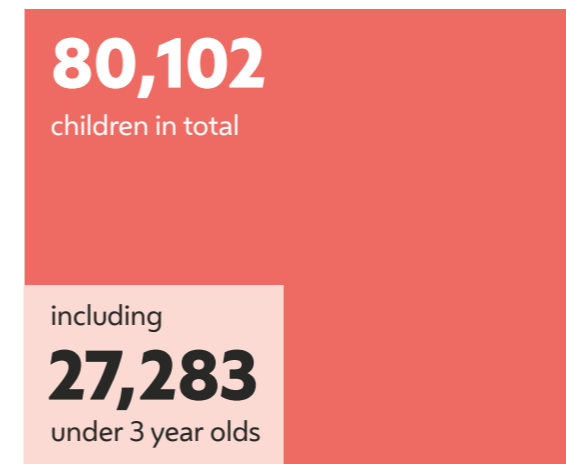 80,102
children in total
including
27,283
under 3 year olds